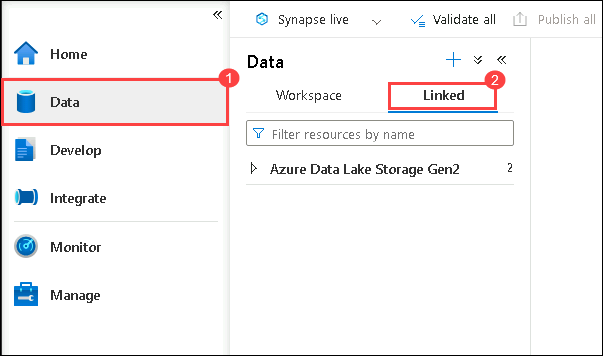 Synapse live
Validate all
Publish all
Home
1
Data
Develop
Integrate
Monitor
Manage
Data
2
Workspace
Linked
Filter resources by name
Azure Data Lake Storage Gen2
2